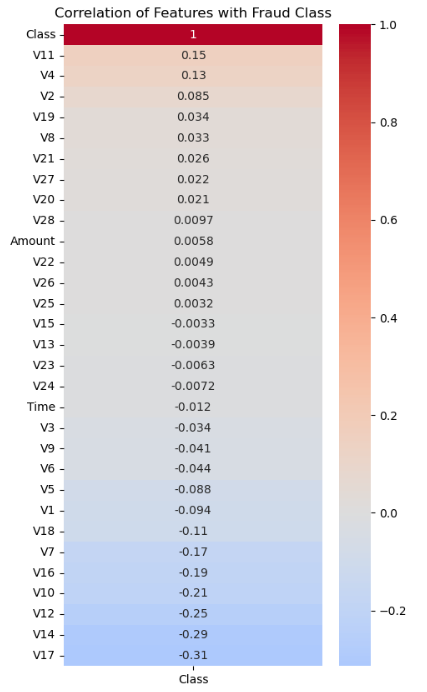 Correlation of Features with Fraud Class
Class 1
V11 0.15
V4 0.13
V2 0.085
V19 0.034
V8 0.033
V21 0.026
V27 0.022
V20 0.021
V28 0.0097
Amount 0.0058
V22 0.0049
V26 0.0043
V25 0.0032
V15 -0.0033
V13 -0.0039
V23 -0.0063
V24 -0.0072
Time -0.012
V3 -0.034
V9 -0.041
V6 -0.044
V5 -0.088
V1 -0.094
V18 -0.11
V7 -0.17
V16 -0.19
V10 -0.21
V12 -0.25
V14 -0.29
V17 -0.31
Class
1.0
0.8
0.6
0.4
0.2
0.0
−0.2